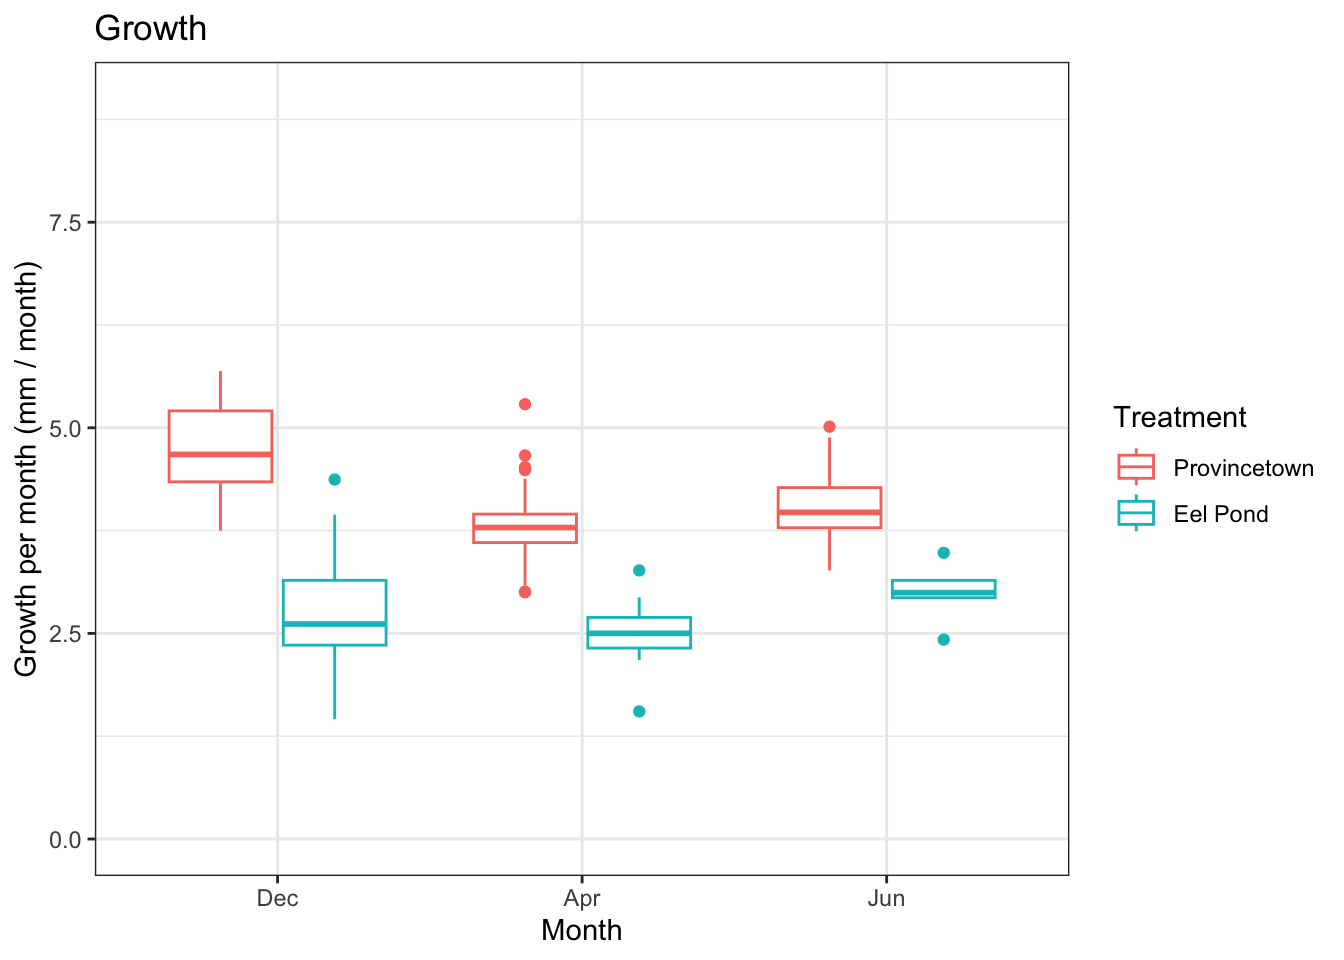 Growth
Growth per month (mm / month)
7.5
5.0
2.5
0.0
Dec
Apr
Jun
Month
Treatment
Provincetown
Eel Pond